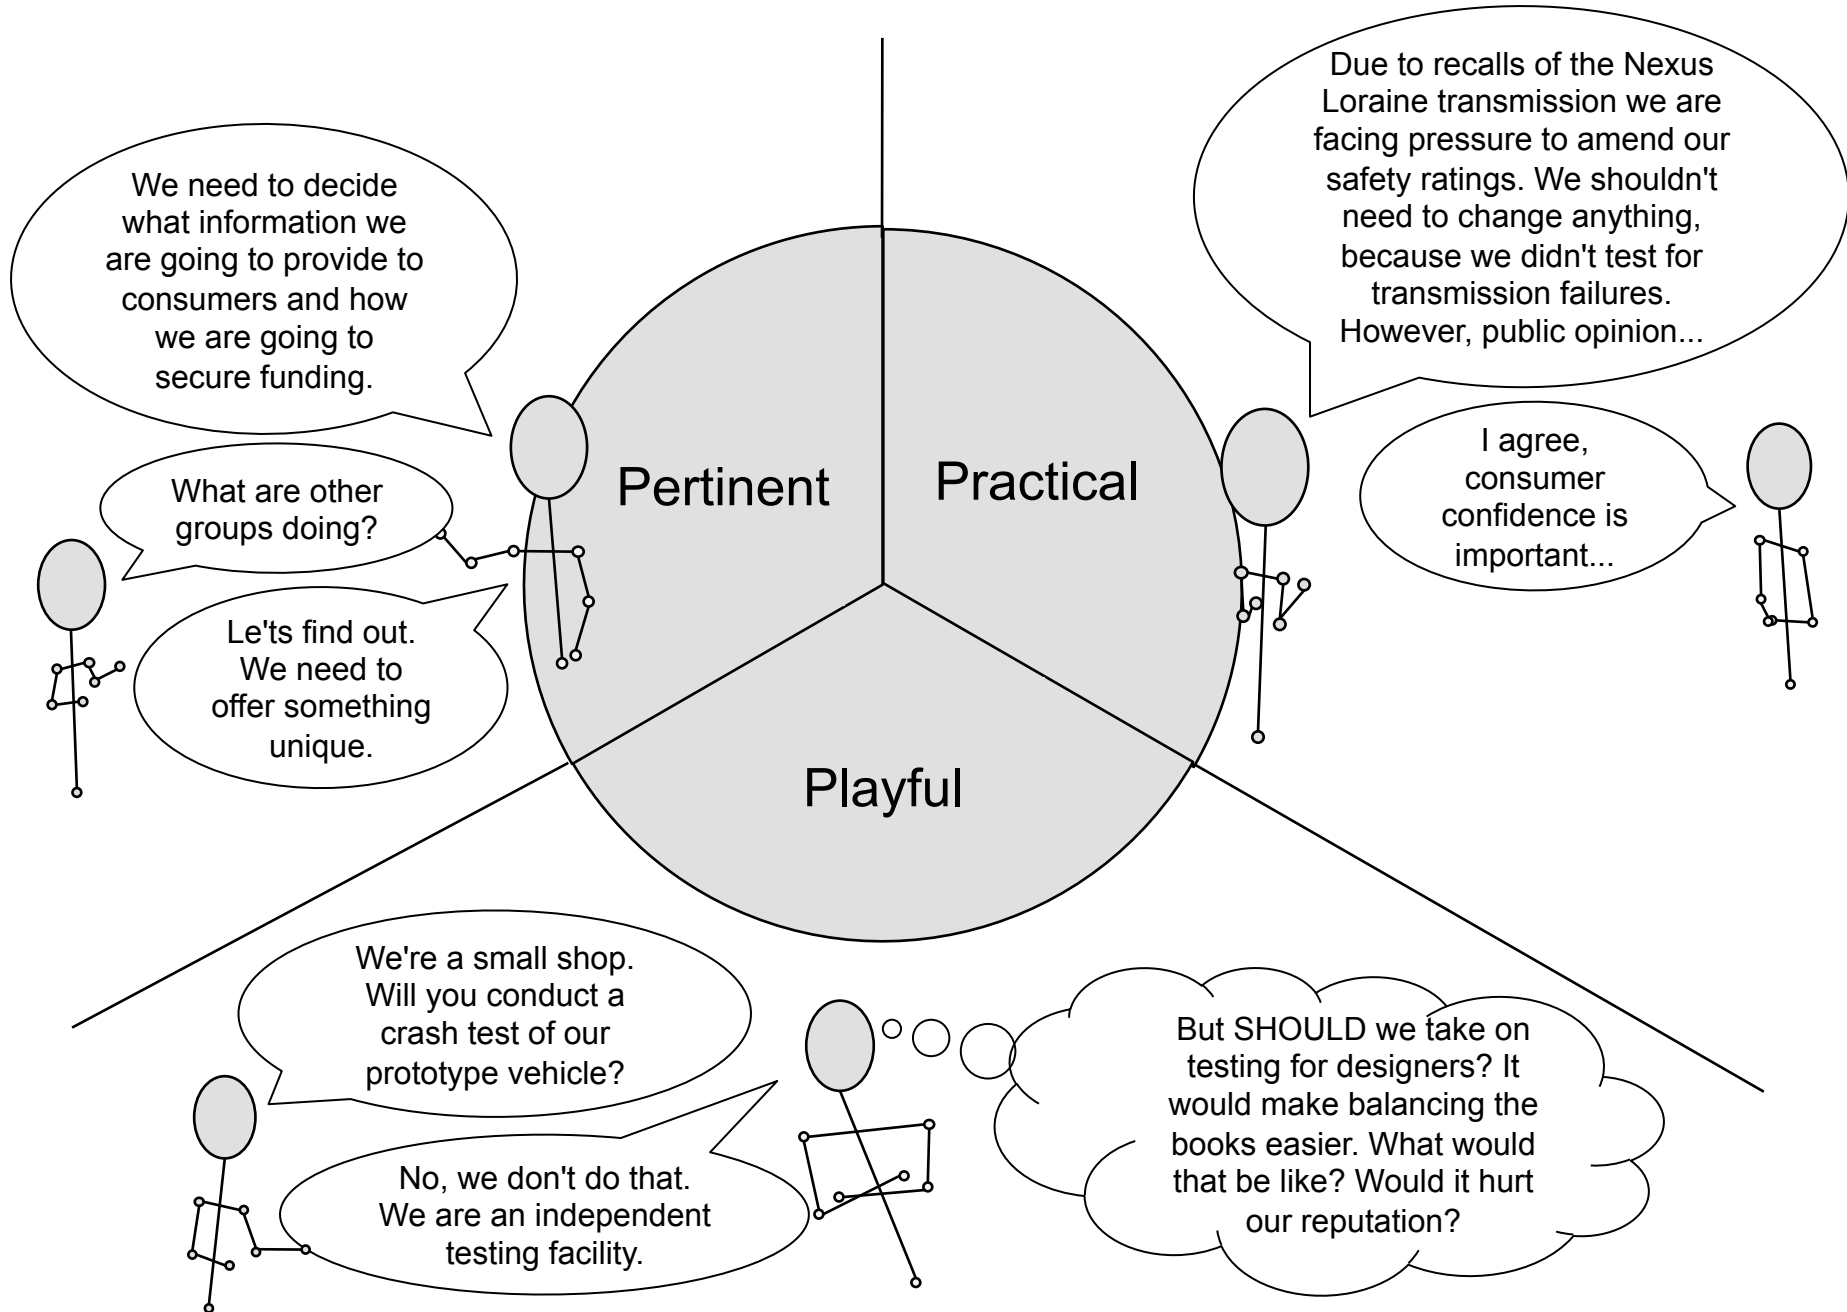 We need to decide
what information we
are going to provide to
consumers and how
we are going to
secure funding.
What are other
groups doing?
Le'ts find out.
We need to
offer something
unique.
Pertinent
Practical
Playful
Due to recalls of the Nexus
Loraine transmission we are
facing pressure to amend our
safety ratings. We shouldn't
need to change anything,
because we didn't test for
transmission failures.
However, public opinion...
I agree,
consumer
confidence is
important...
We're a small shop.
Will you conduct a
crash test of our
prototype vehicle?
No, we don't do that.
We are an independent
testing facility.
But SHOULD we take on
testing for designers? It
would make balancing the
books easier. What would
that be like? Would it hurt
our reputation?